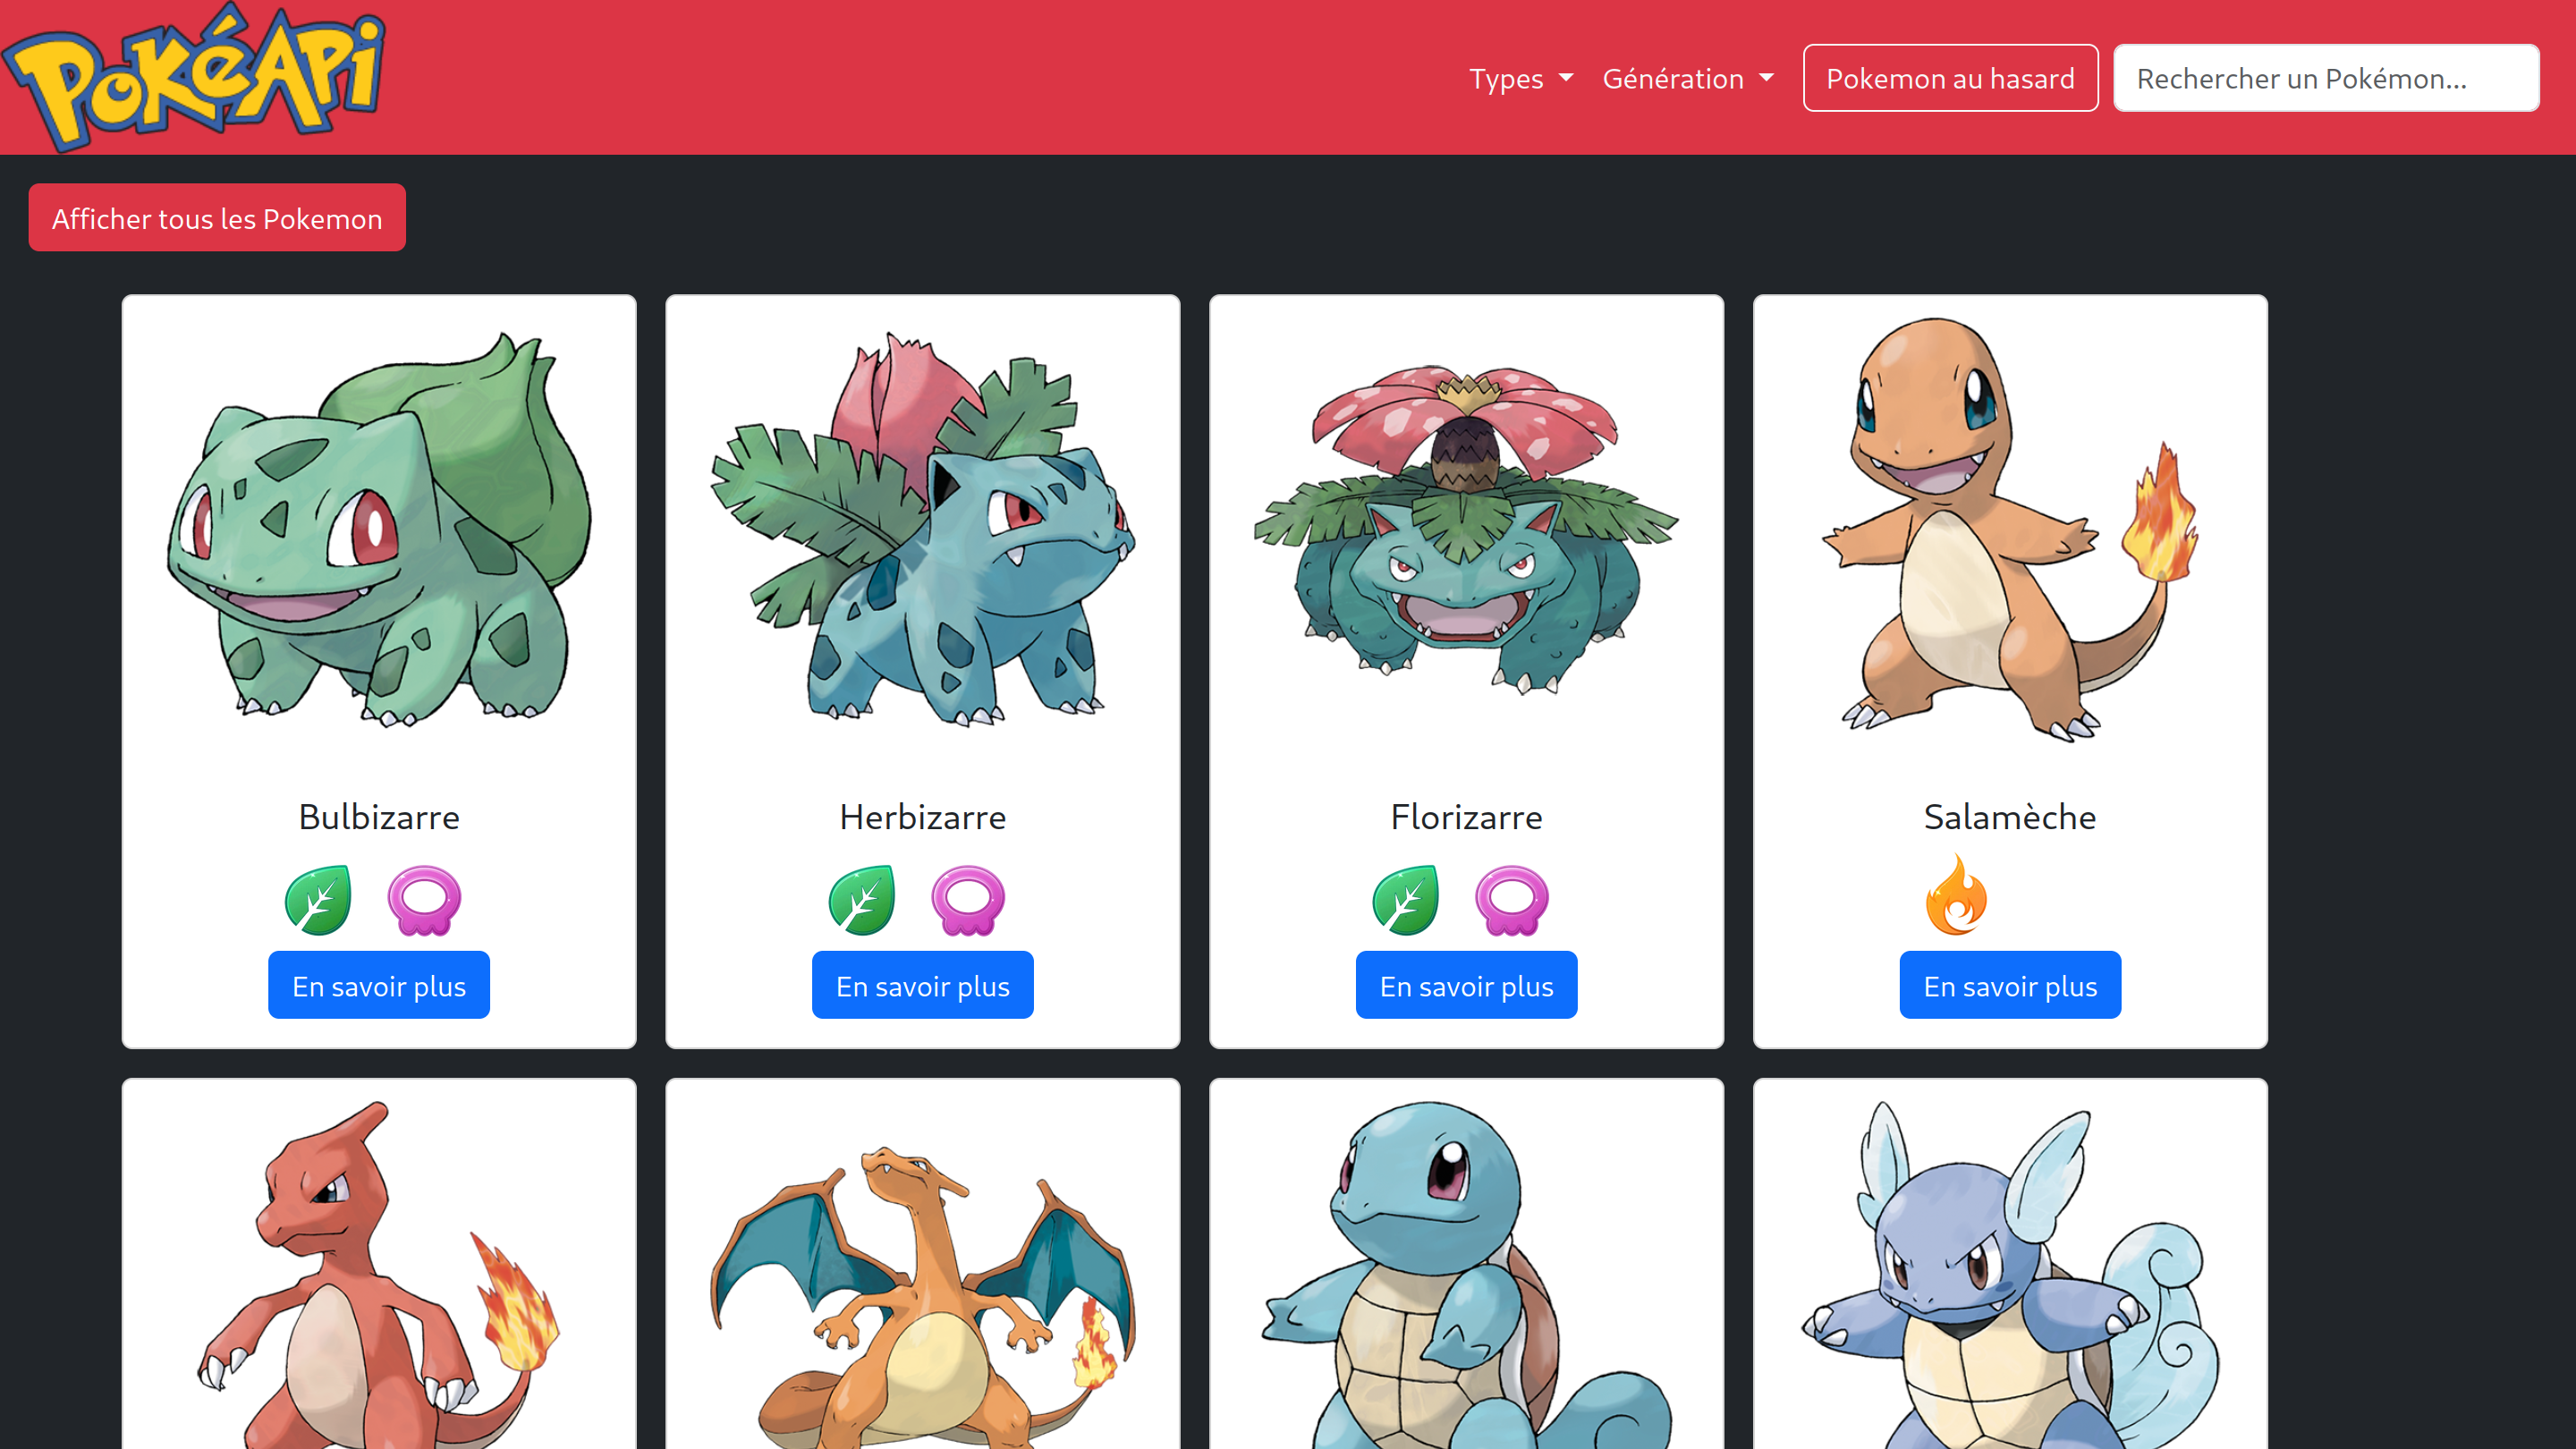 PokéApi
Types
Génération
Pokemon au hasard
Rechercher un Pokémon...
Afficher tous les Pokemon
Bulbizarre
Herbizarre
Florizarre
Salamèche
En savoir plus
En savoir plus
En savoir plus
En savoir plus